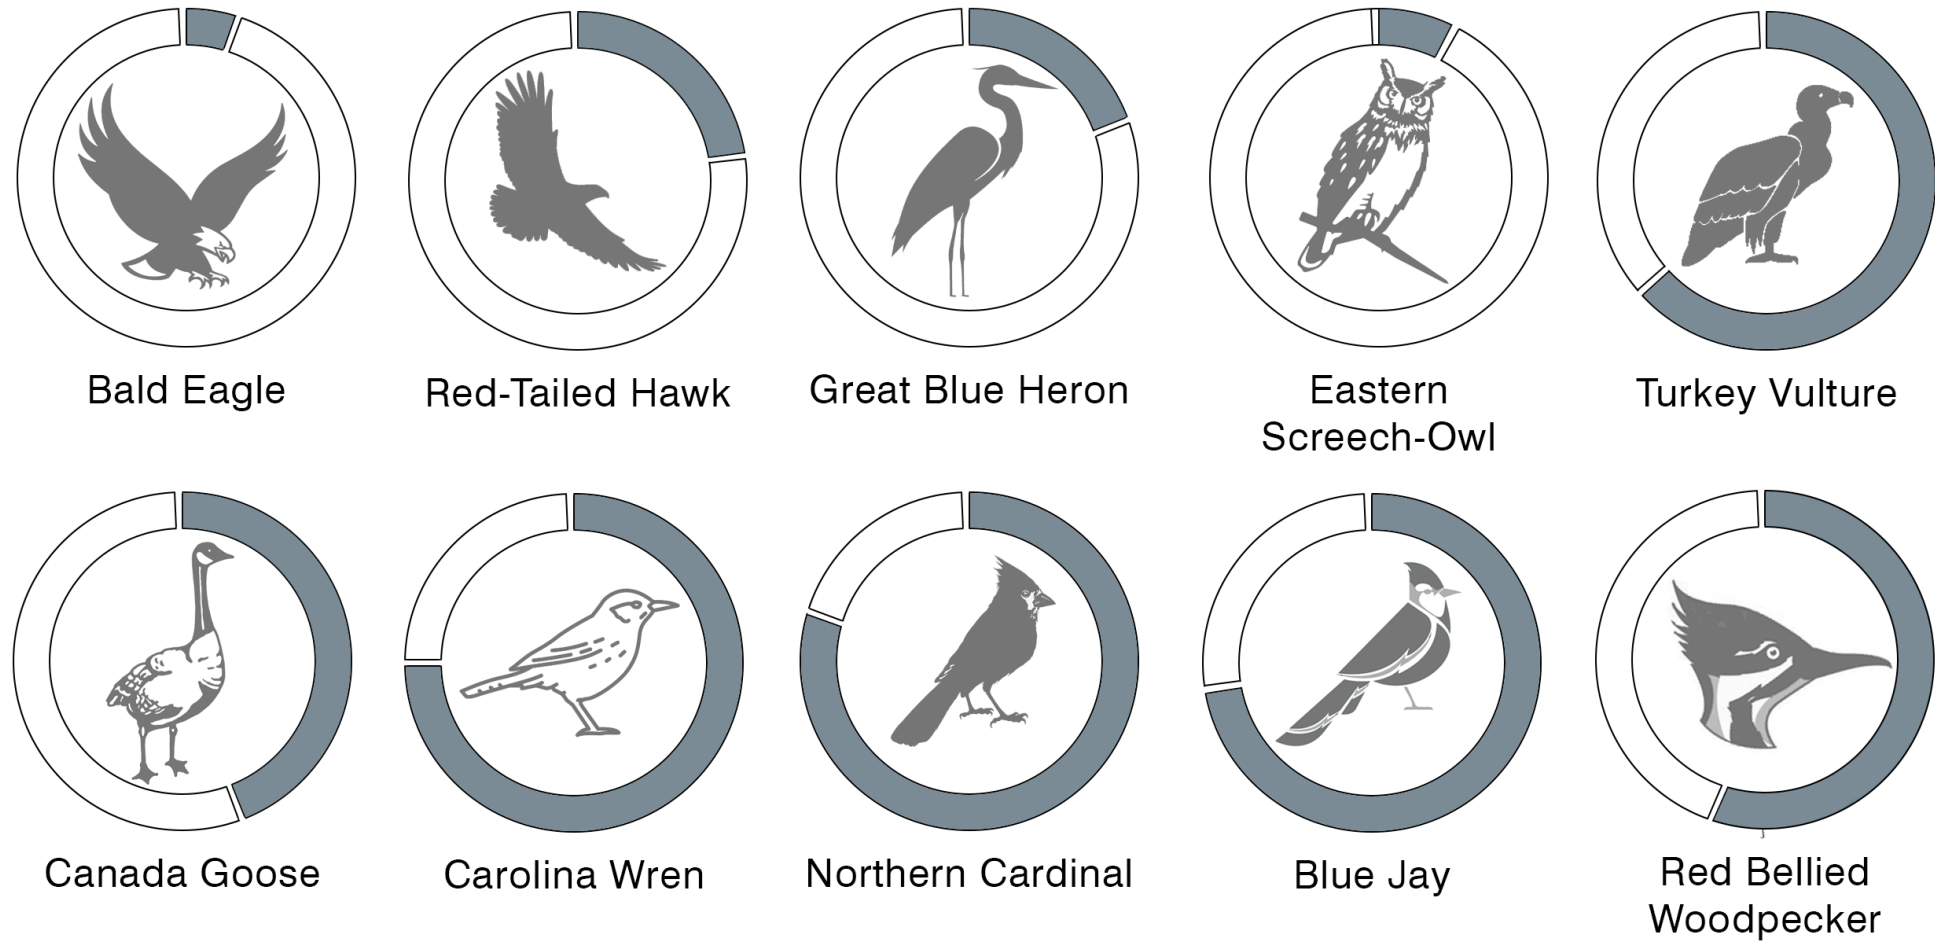 Bald Eagle
Red-Tailed Hawk
Great Blue Heron
Eastern
Screech-Owl
Turkey Vulture
Canada Goose
Carolina Wren
Northern Cardinal
Blue Jay
Red Bellied
Woodpecker